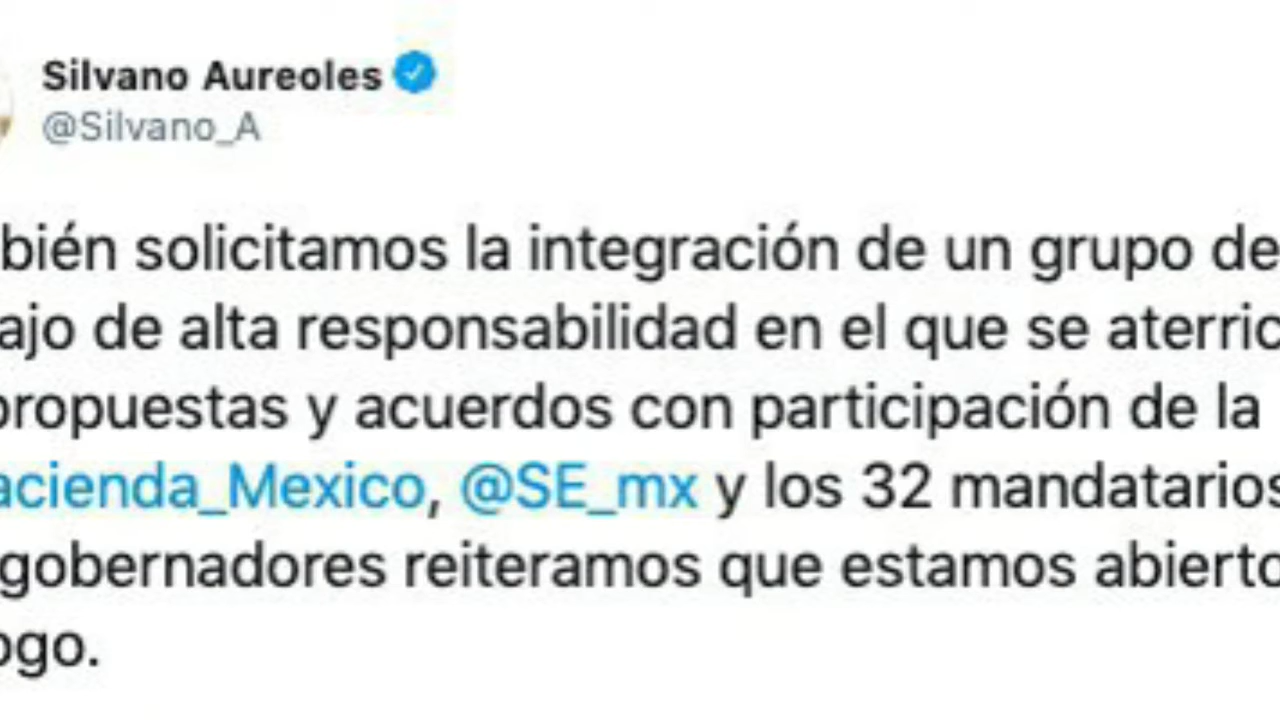 Silvano Aureoles
@Silvano_A
bién solicitamos la integración de un grupo de
ajo de alta responsabilidad en el que se aterric
propuestas y acuerdos con participación de la
acienda_Mexico, @SE_mx y los 32 mandatarios
gobernadores reiteramos que estamos abierto
ogo.